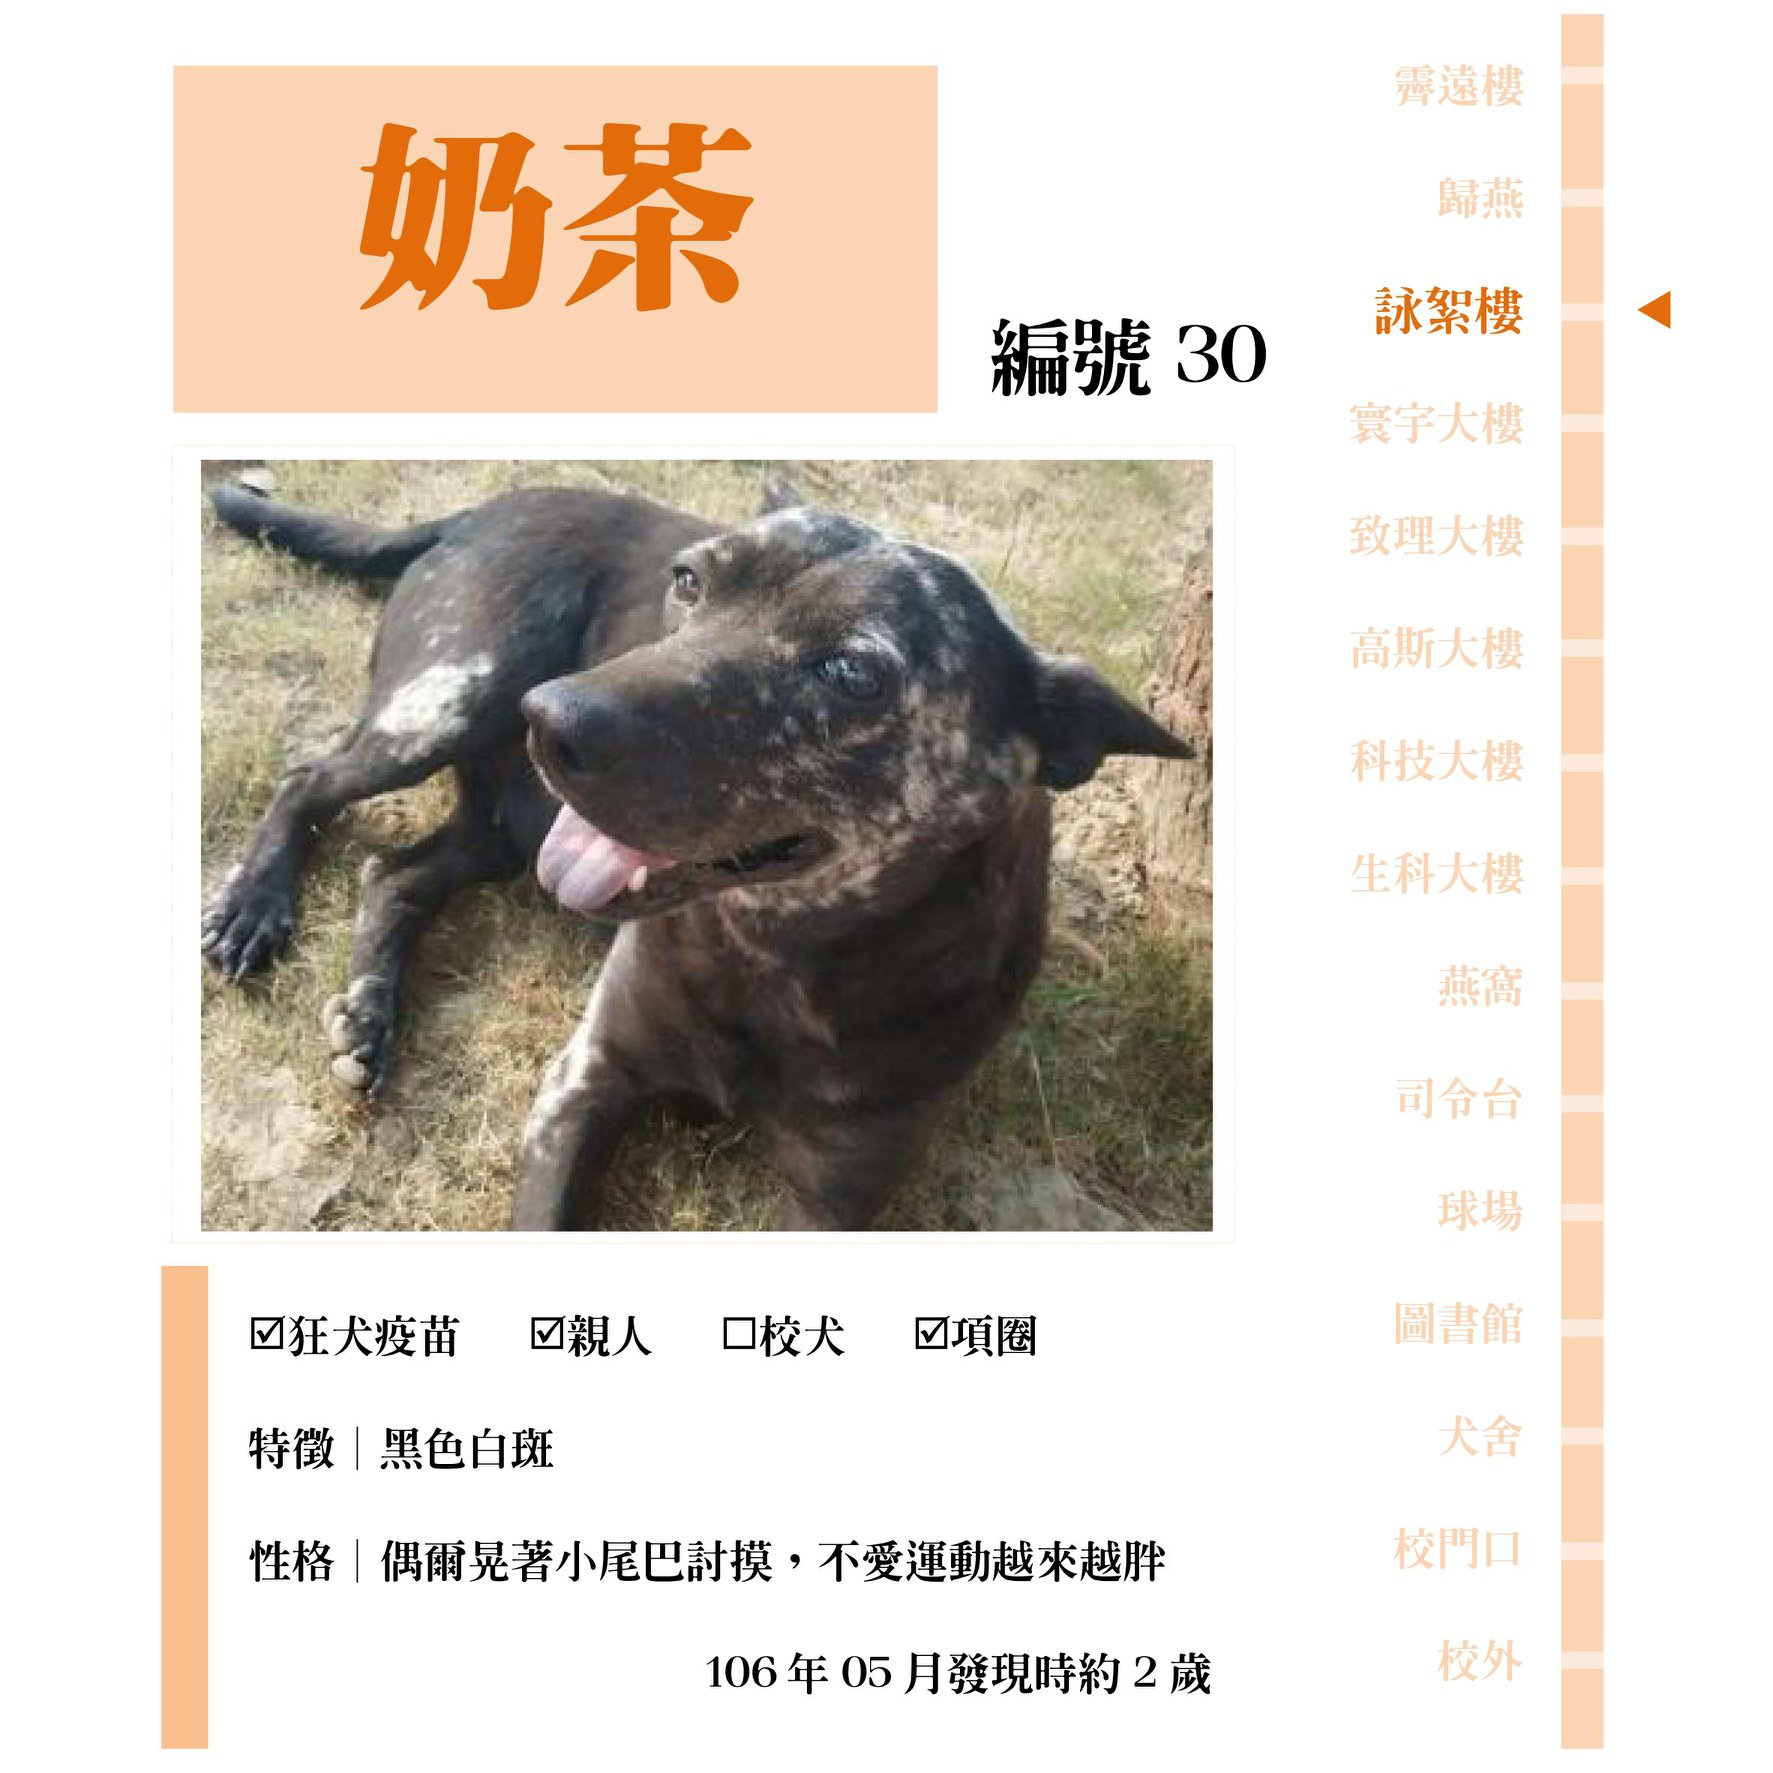 奶茶
編號 30
霽遠樓
歸燕
詠絮樓
寰宇大樓
致理大樓
高斯大樓
科技大樓
生科大樓
燕窩
司令台
球場
圖書館
犬舍
校門口
校外
☑狂犬疫苗 ☑親人 ☐校犬 ☑項圈
特徵｜黑色白斑
性格｜偶爾晃著小尾巴討摸，不愛運動越來越胖
106 年 05 月發現時約 2 歲